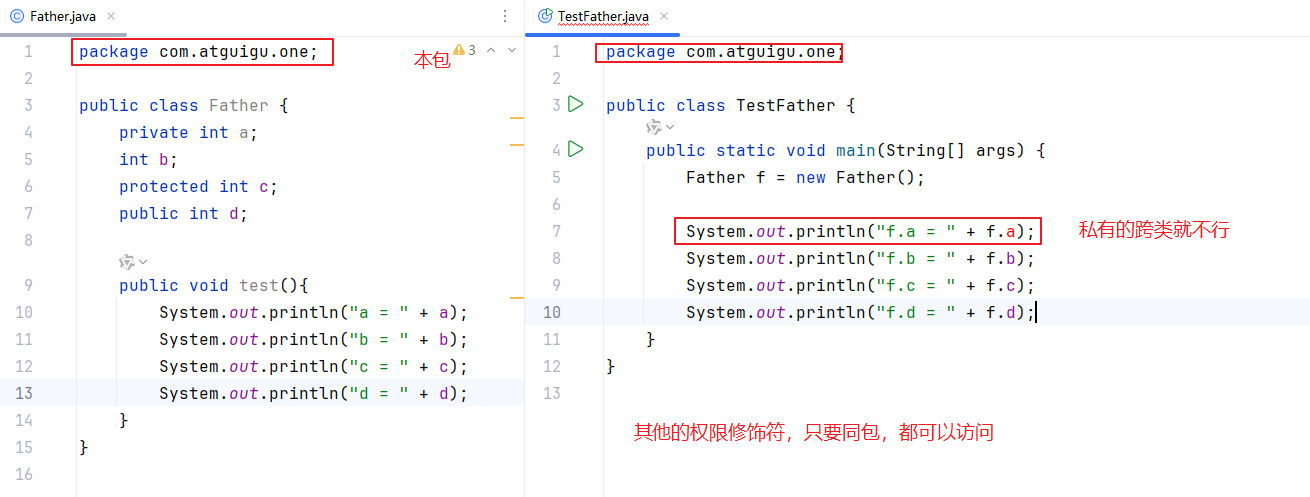 Father.java
1 package com.atguigu.one;
本包
3
2
3 public class Father {
4 private int a;
5 int b;
6 protected int c;
7 public int d;
8
9 public void test(){
10 System.out.println("a = " + a);
11 System.out.println("b = " + b);
12 System.out.println("c = " + c);
13 System.out.println("d = " + d);
14 }
15 }
16
TestFather.java
1 package com.atguigu.one;
2
3 public class TestFather {
4 public static void main(String[] args) {
5 Father f = new Father();
6
7 System.out.println("f.a = " + f.a);
私有的跨类就不行
8 System.out.println("f.b = " + f.b);
9 System.out.println("f.c = " + f.c);
10 System.out.println("f.d = " + f.d);
11 }
12 }
13
其他的权限修饰符，只要同包，都可以访问